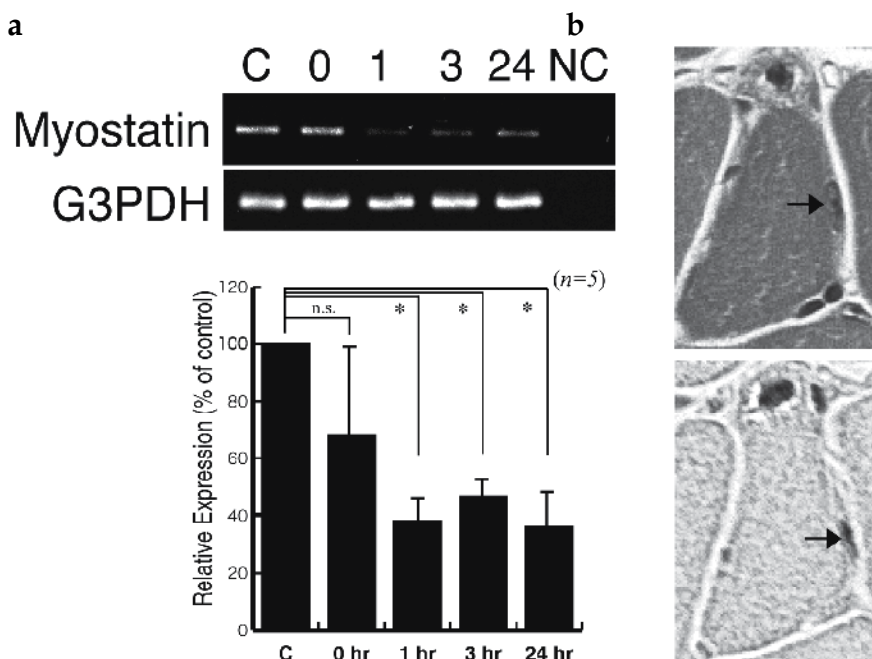 a
b
C 0 1 3 24 NC
Myostatin
G3PDH
(n=5)
n.s. * * *
Relative Expression (% of control)
120
100
80
60
40
20
0
C 0 hr 1 hr 3 hr 24 hr